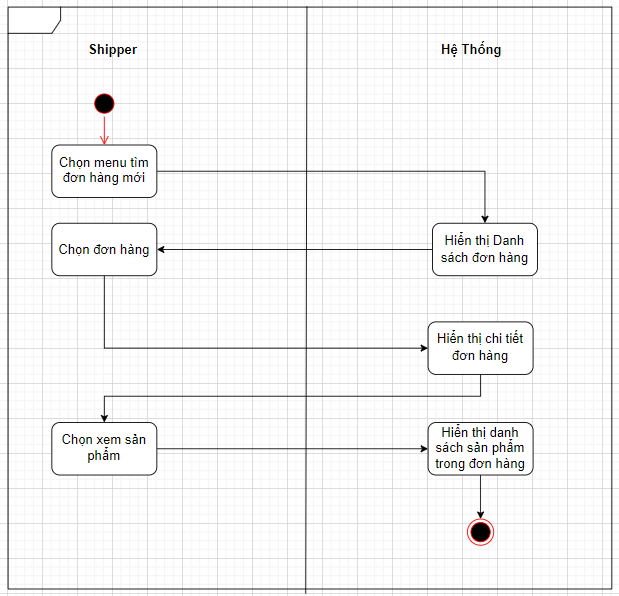 Shipper
Hệ Thống
Chọn menu tìm
đơn hàng mới
Chọn đơn hàng
Hiển thị Danh
sách đơn hàng
Hiển thị chi tiết
đơn hàng
Chọn xem sản
phẩm
Hiển thị danh
sách sản phẩm
trong đơn hàng